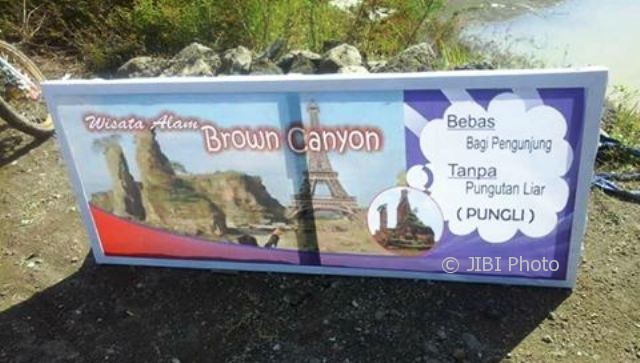 Wisata Alam
Brown Canyon
Bebas
Bagi Pengunjung
Tanpa
Pungutan Liar
( PUNGLI )
© JIBI Photo